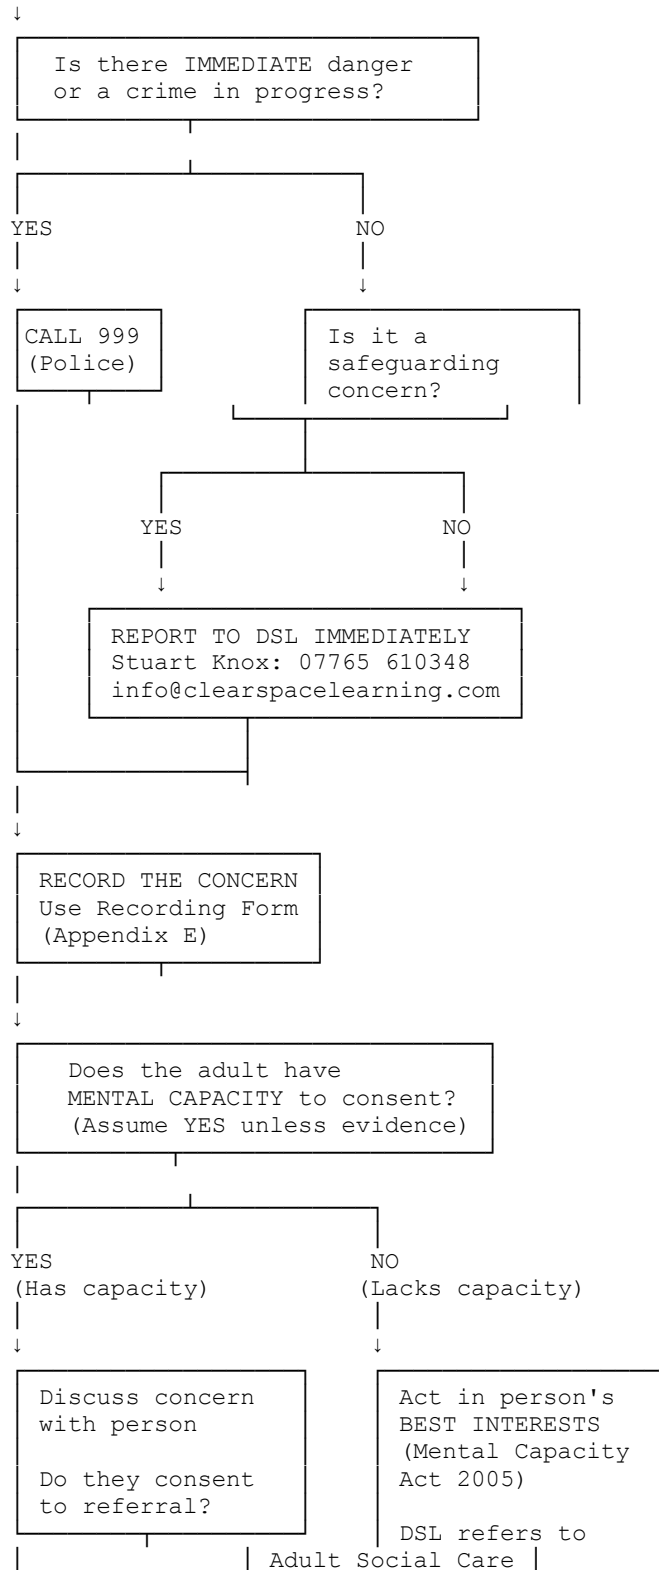 Is there IMMEDIATE danger
or a crime in progress?
YES NO
CALL 999
(Police)
Is it a
safeguarding
concern?
YES NO
REPORT TO DSL IMMEDIATELY
Stuart Knox: 07765 610348
info@clearspacelearning.com
RECORD THE CONCERN
Use Recording Form
(Appendix E)
Does the adult have
MENTAL CAPACITY to consent?
(Assume YES unless evidence)
YES NO
(Has capacity) (Lacks capacity)
Discuss concern
with person
Do they consent
to referral?
Act in person's
BEST INTERESTS
(Mental Capacity
Act 2005)
DSL refers to
Adult Social Care